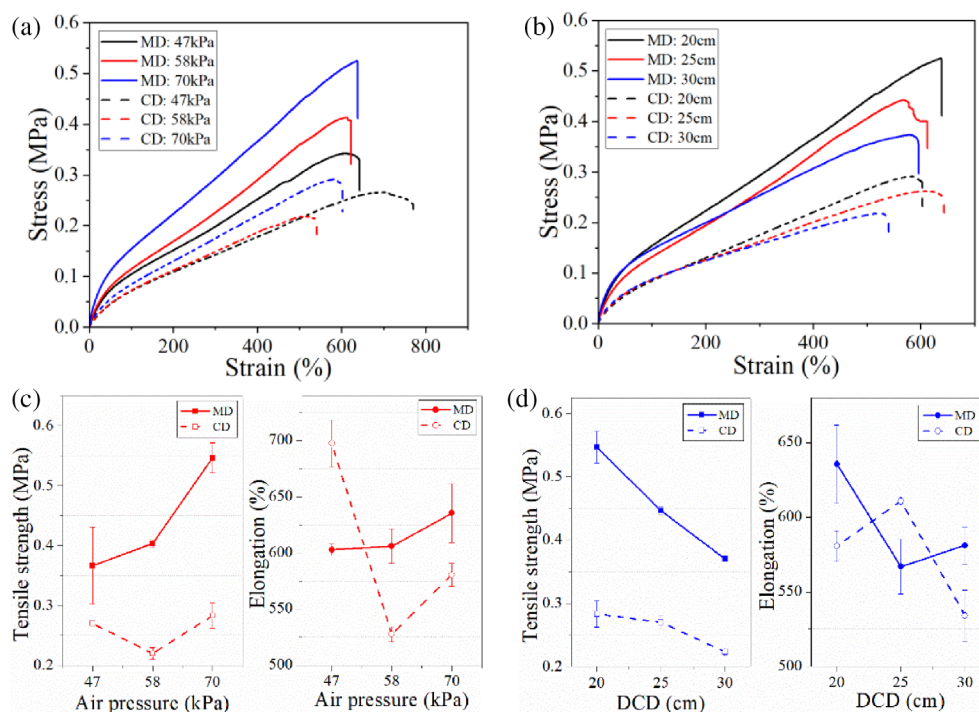 (a)
0.6
0.5
0.4
0.3
0.2
0.1
0.0
Stress (MPa)
MD: 47kPa
MD: 58kPa
MD: 70kPa
CD: 47kPa
CD: 58kPa
CD: 70kPa
0 200 400 600 800
Strain (%)
(b)
0.6
0.5
0.4
0.3
0.2
0.1
0.0
Stress (MPa)
MD: 20cm
MD: 25cm
MD: 30cm
CD: 20cm
CD: 25cm
CD: 30cm
0 200 400 600
Strain (%)
(c)
0.6
0.5
0.4
0.3
0.2
Tensile strength (MPa)
MD
CD
47 58 70
Air pressure (kPa)
700
650
600
550
500
Elongation (%)
MD
CD
47 58 70
Air pressure (kPa)
(d)
0.6
0.5
0.4
0.3
0.2
Tensile strength (MPa)
MD
CD
20 25 30
DCD (cm)
650
600
550
500
Elongation (%)
MD
CD
20 25 30
DCD (cm)